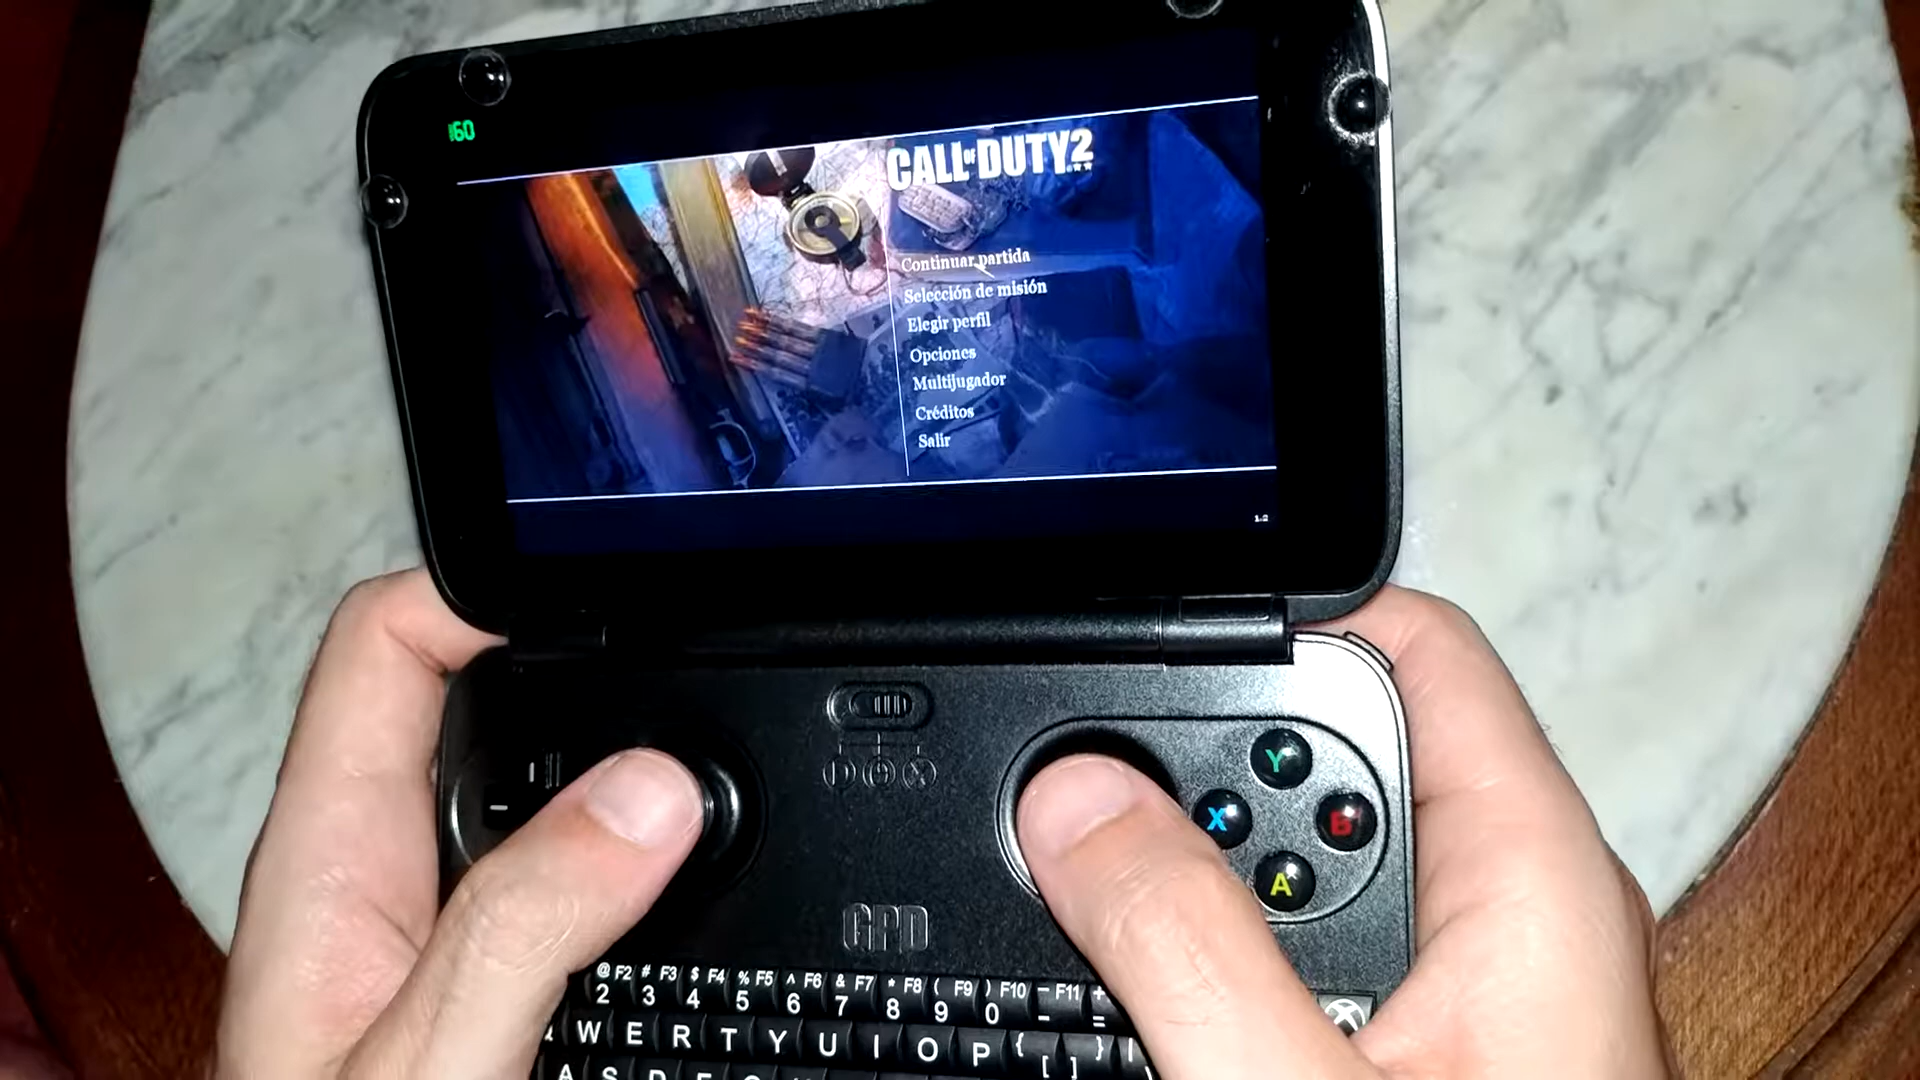 60
CALL OF DUTY 2
Continuar partida
Selección de misión
Elegir perfil
Opciones
Multijugador
Créditos
Salir
1.2
Y
X B
A
GPD
@ F2 # F3 $ F4 % F5 ^ F6 & F7 * F8 ( F9 ) F10 - F11 +
2 3 4 5 6 7 8 9 0 - =
W E R T Y U I O P { } |
[ ]
A S D F G